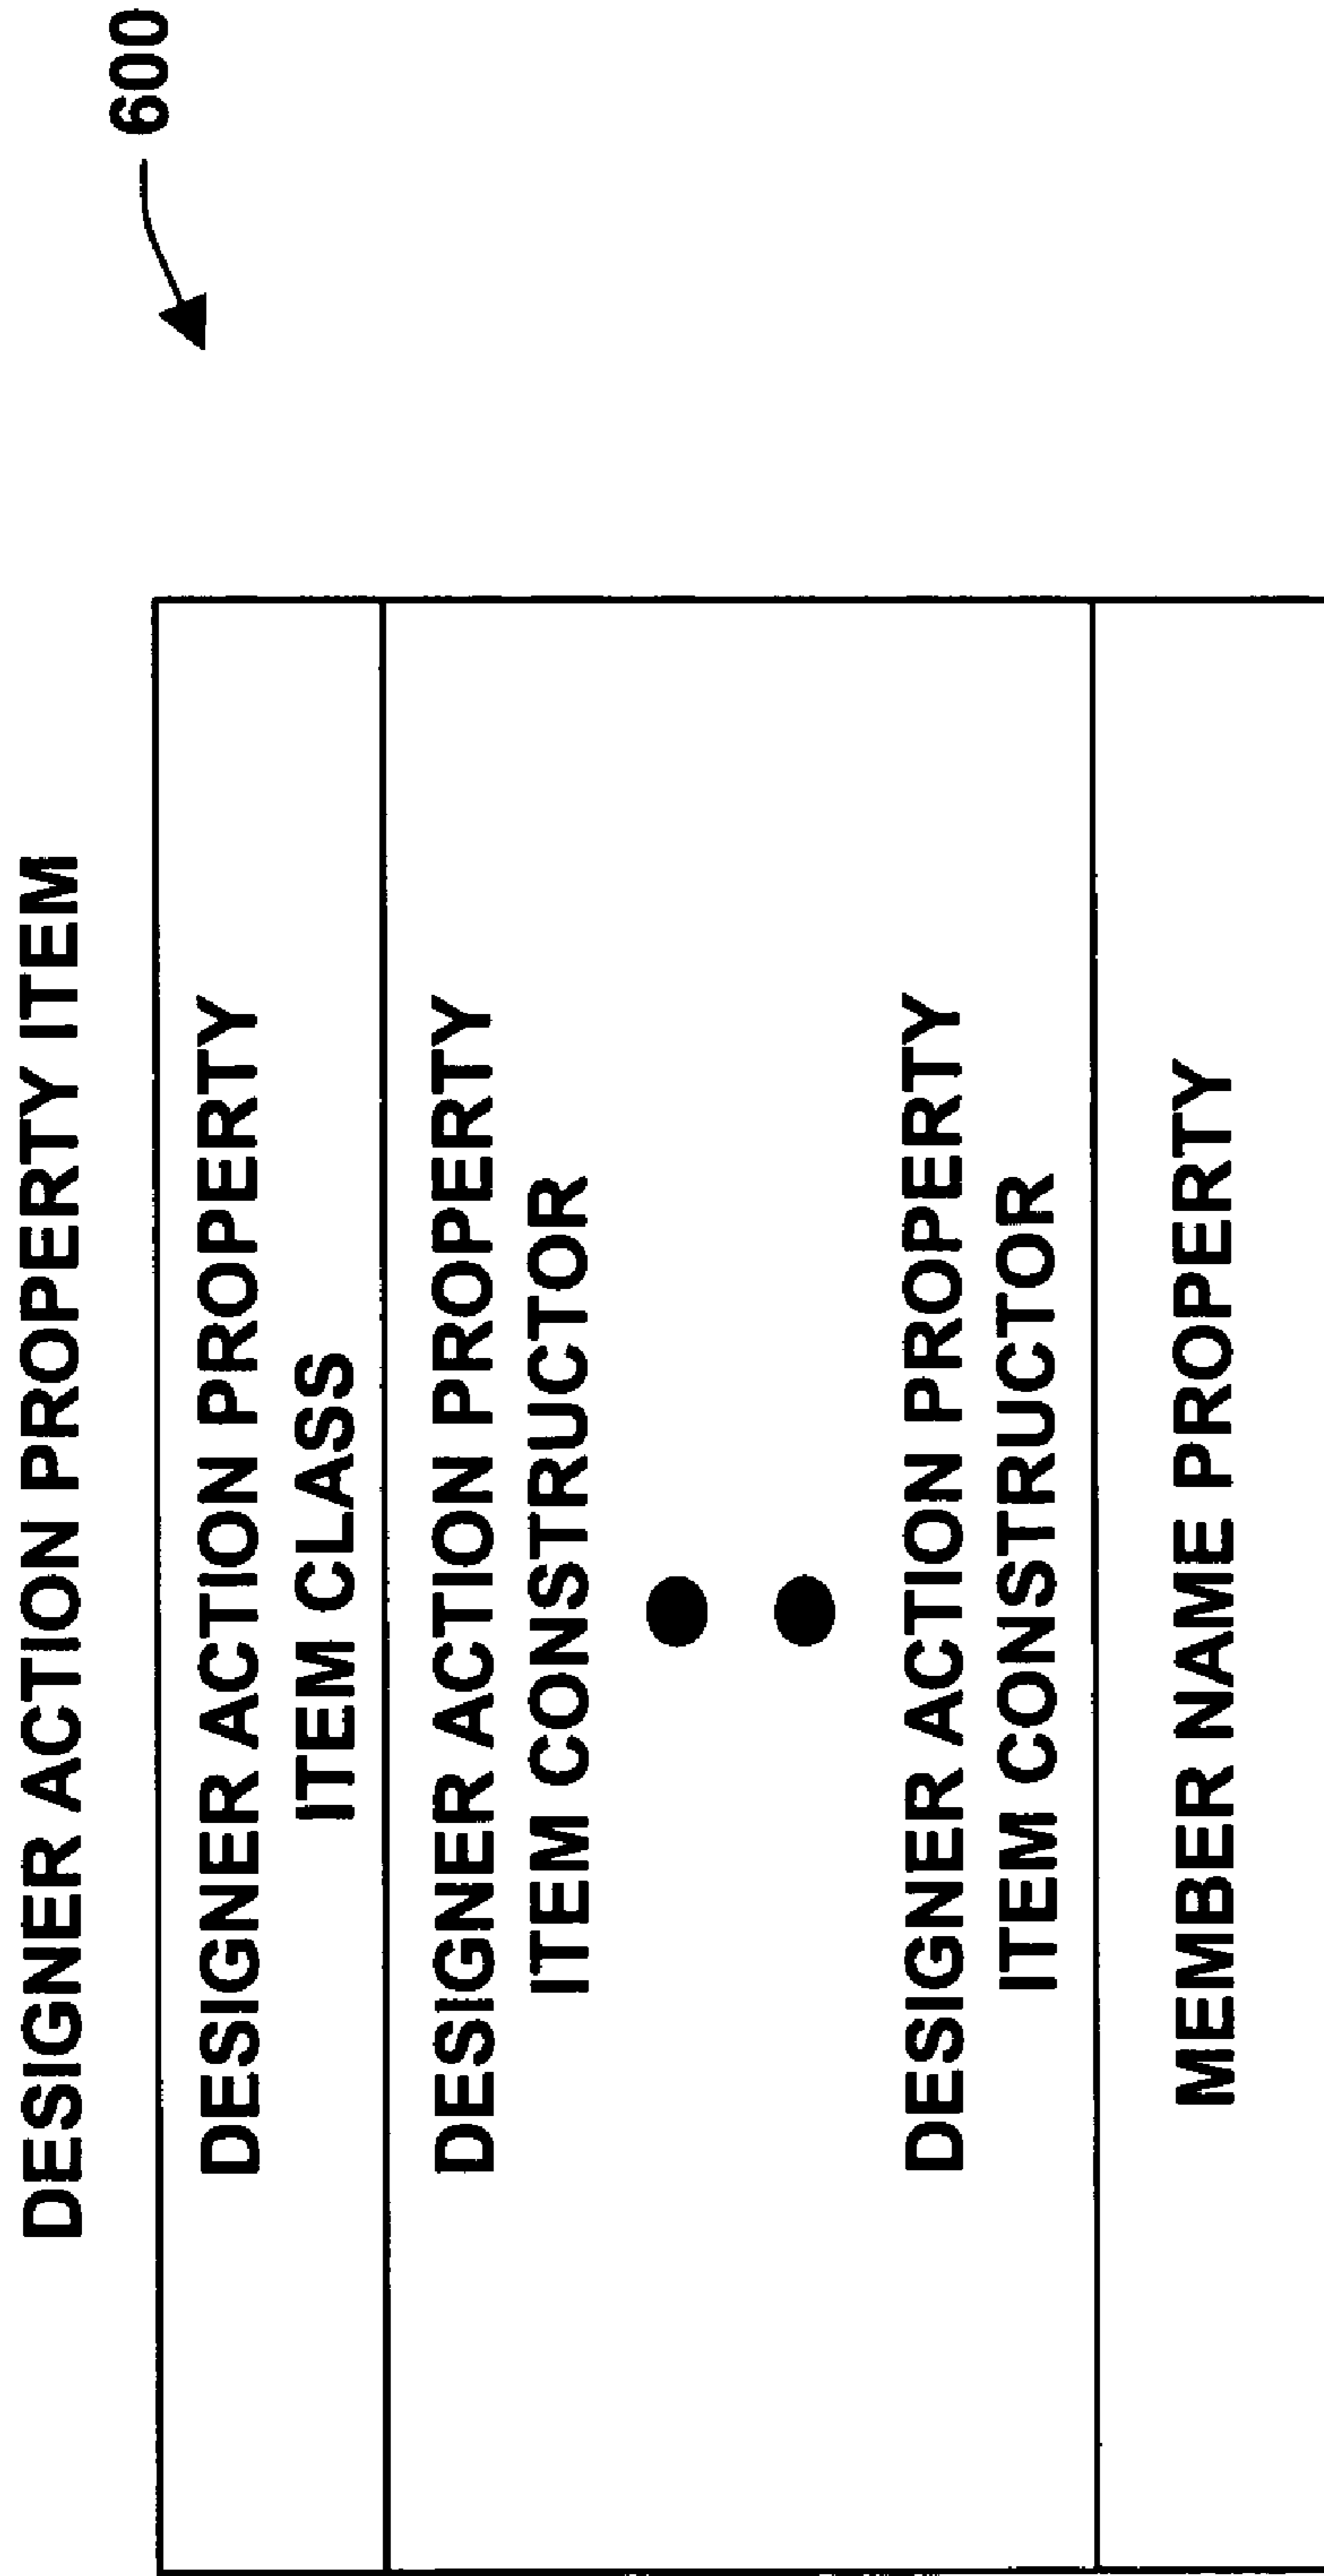 DESIGNER ACTION PROPERTY ITEM
600
DESIGNER ACTION PROPERTY
ITEM CLASS
DESIGNER ACTION PROPERTY
ITEM CONSTRUCTOR
DESIGNER ACTION PROPERTY
ITEM CONSTRUCTOR
MEMBER NAME PROPERTY